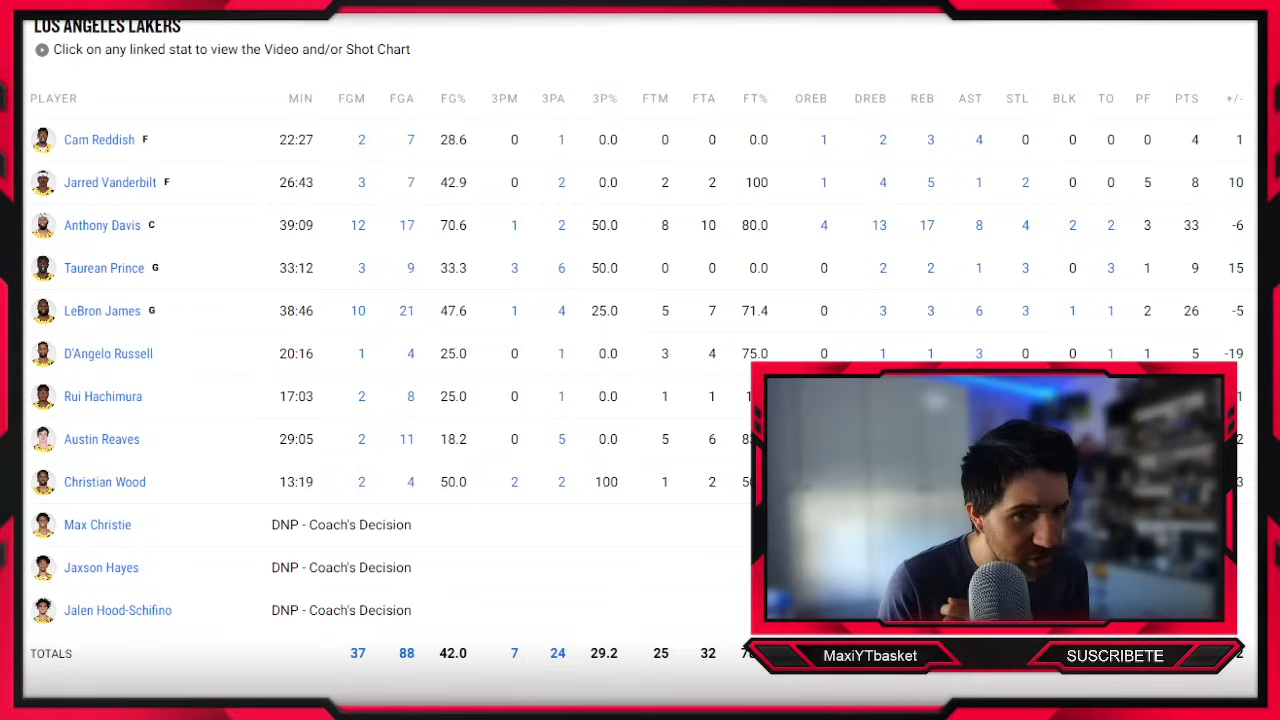 LOS ANGELES LAKERS
Click on any linked stat to view the Video and/or Shot Chart
PLAYER MIN FGM FGA FG% 3PM 3PA 3P% FTM FTA FT% OREB DREB REB AST STL BLK TO PF PTS +/-
Cam Reddish F 22:27 2 7 28.6 0 1 0.0 0 0 0.0 1 2 3 4 0 0 0 0 4 1
Jarred Vanderbilt F 26:43 3 7 42.9 0 2 0.0 2 2 100 1 4 5 1 2 0 0 5 8 10
Anthony Davis C 39:09 12 17 70.6 1 2 50.0 8 10 80.0 4 13 17 8 4 2 2 3 33 -6
Taurean Prince G 33:12 3 9 33.3 3 6 50.0 0 0 0.0 0 2 2 1 3 0 3 1 9 15
LeBron James G 38:46 10 21 47.6 1 4 25.0 5 7 71.4 0 3 3 6 3 1 1 2 26 -5
D'Angelo Russell 20:16 1 4 25.0 0 1 0.0 3 4 75.0 0 1 1 3 0 0 1 1 5 -19
Rui Hachimura 17:03 2 8 25.0 0 1 0.0 1 1
Austin Reaves 29:05 2 11 18.2 0 5 0.0 5 6
Christian Wood 13:19 2 4 50.0 2 2 100 1 2
Max Christie DNP - Coach's Decision
Jaxson Hayes DNP - Coach's Decision
Jalen Hood-Schifino DNP - Coach's Decision
TOTALS 37 88 42.0 7 24 29.2 25 32
MaxiYTbasket SUSCRIBETE